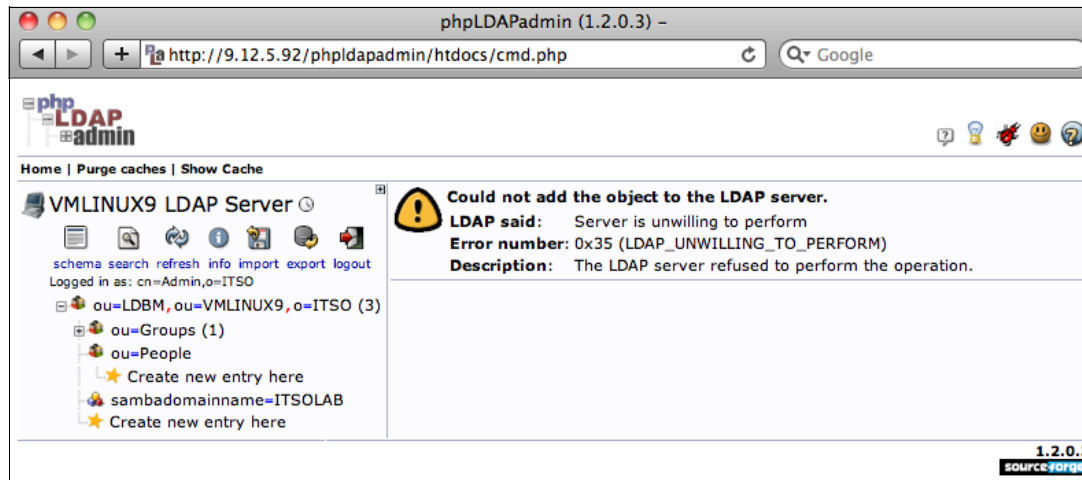 phpLDAPadmin (1.2.0.3) –
http://9.12.5.92/phpldapadmin/htdocs/cmd.php
Google
php
LDAP
admin
Home | Purge caches | Show Cache
VMLINUX9 LDAP Server
schema search refresh info import export logout
Logged in as: cn=Admin,o=ITSO
ou=LDBM,ou=VMLINUX9,o=ITSO (3)
ou=Groups (1)
ou=People
Create new entry here
sambadomainname=ITSOLAB
Create new entry here
Could not add the object to the LDAP server.
LDAP said: Server is unwilling to perform
Error number: 0x35 (LDAP_UNWILLING_TO_PERFORM)
Description: The LDAP server refused to perform the operation.
1.2.0.
sourceforge